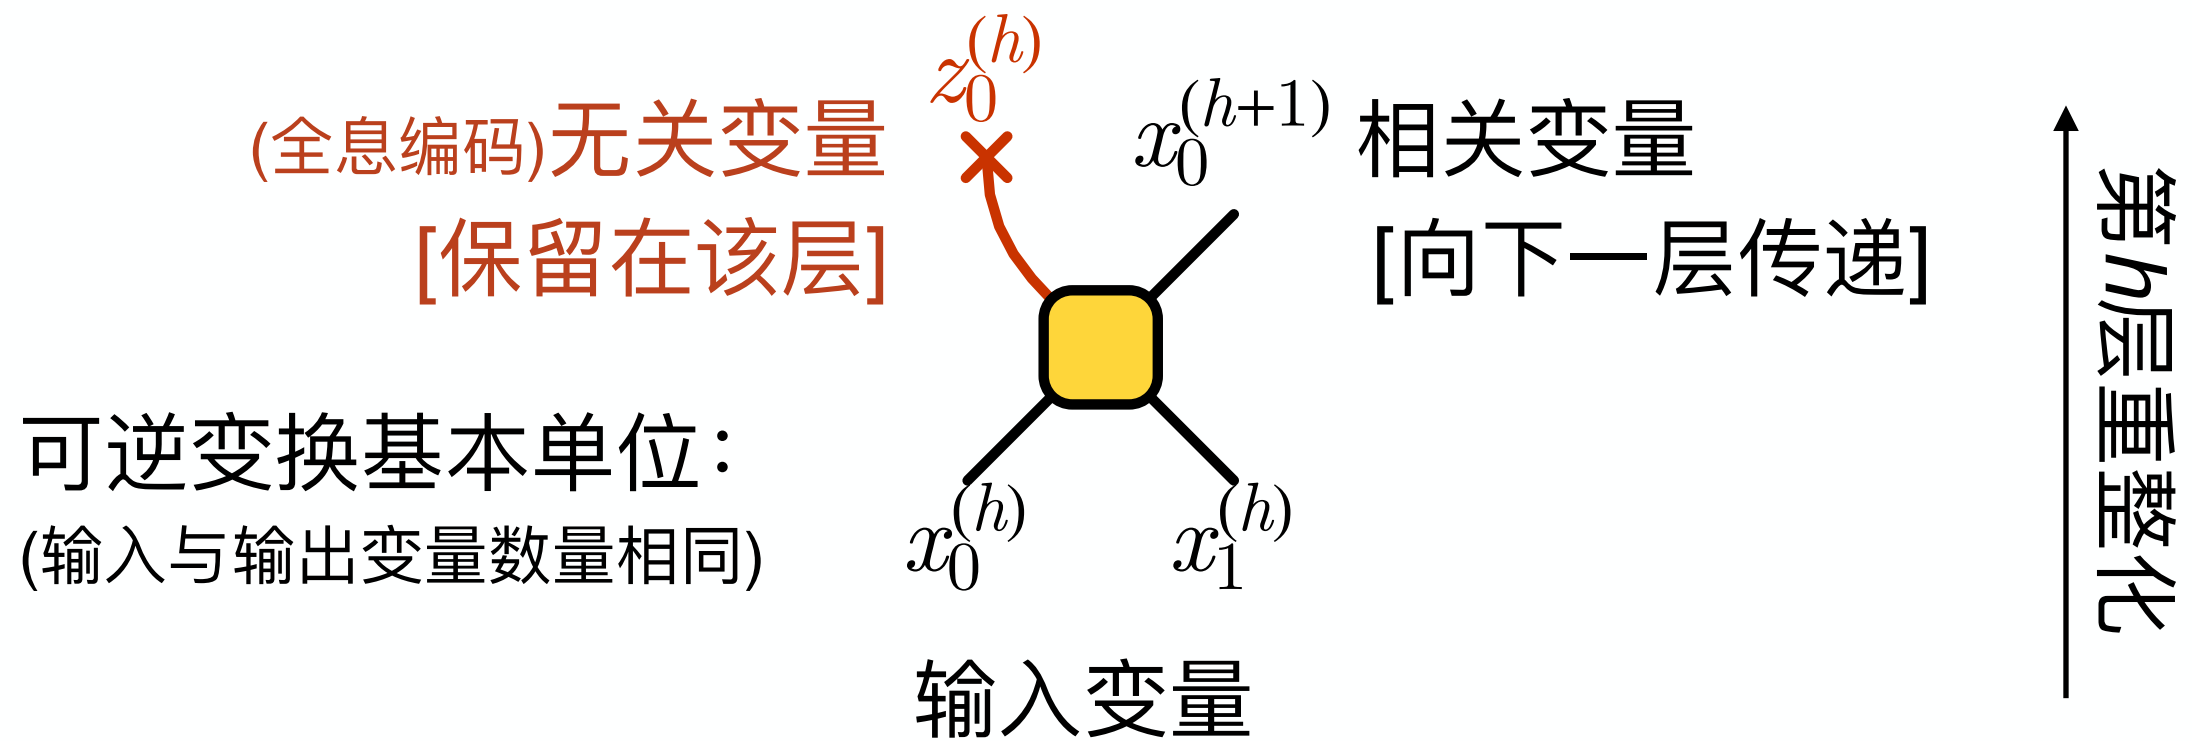 z_0^{(h)}
(全息编码)无关变量
x_0^{(h+1)} 相关变量
[保留在该层]
[向下一层传递]
第h层重整化
可逆变换基本单位：
(输入与输出变量数量相同)
x_0^{(h)} x_1^{(h)}
输入变量